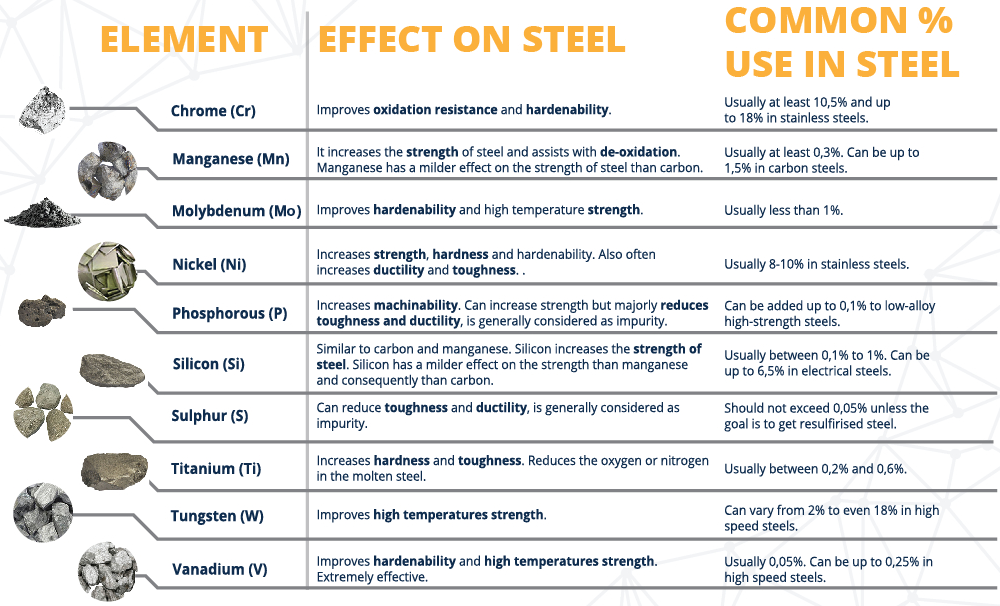 ELEMENT
EFFECT ON STEEL
COMMON %
USE IN STEEL
Chrome (Cr)
Improves oxidation resistance and hardenability.
Usually at least 10,5% and up
to 18% in stainless steels.
Manganese (Mn)
It increases the strength of steel and assists with de-oxidation.
Manganese has a milder effect on the strength of steel than carbon.
Usually at least 0,3%. Can be up to
1,5% in carbon steels.
Molybdenum (Mo)
Improves hardenability and high temperature strength.
Usually less than 1%.
Nickel (Ni)
Increases strength, hardness and hardenability. Also often
increases ductility and toughness. .
Usually 8-10% in stainless steels.
Phosphorous (P)
Increases machinability. Can increase strength but majorly reduces
toughness and ductility, is generally considered as impurity.
Can be added up to 0,1% to low-alloy
high-strength steels.
Silicon (Si)
Similar to carbon and manganese. Silicon increases the strength of
steel. Silicon has a milder effect on the strength than manganese
and consequently than carbon.
Usually between 0,1% to 1%. Can be
up to 6,5% in electrical steels.
Sulphur (S)
Can reduce toughness and ductility, is generally considered as
impurity.
Should not exceed 0,05% unless the
goal is to get resulfirised steel.
Titanium (Ti)
Increases hardness and toughness. Reduces the oxygen or nitrogen
in the molten steel.
Usually between 0,2% and 0,6%.
Tungsten (W)
Improves high temperatures strength.
Can vary from 2% to even 18% in high
speed steels.
Vanadium (V)
Improves hardenability and high temperatures strength.
Extremely effective.
Usually 0,05%. Can be up to 0,25% in
high speed steels.